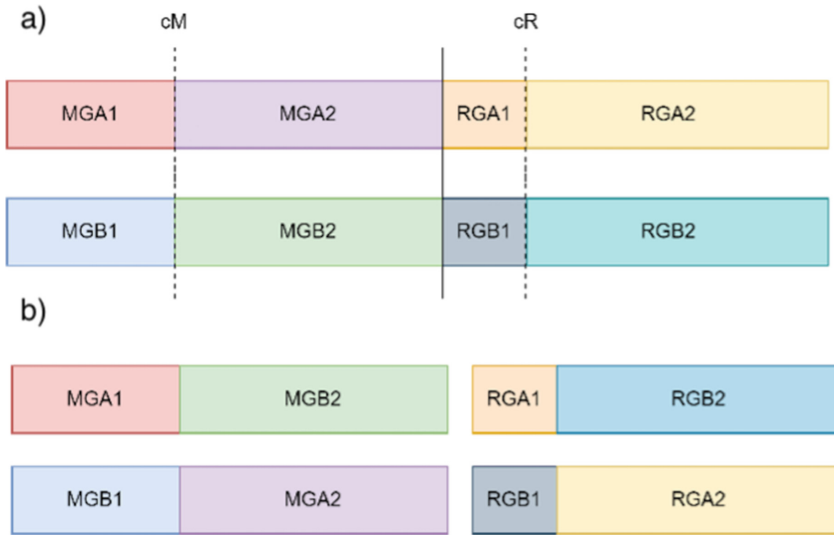 a)
cM cR
MGA1 MGA2 RGA1 RGA2
MGB1 MGB2 RGB1 RGB2
b)
MGA1 MGB2 RGA1 RGB2
MGB1 MGA2 RGB1 RGA2